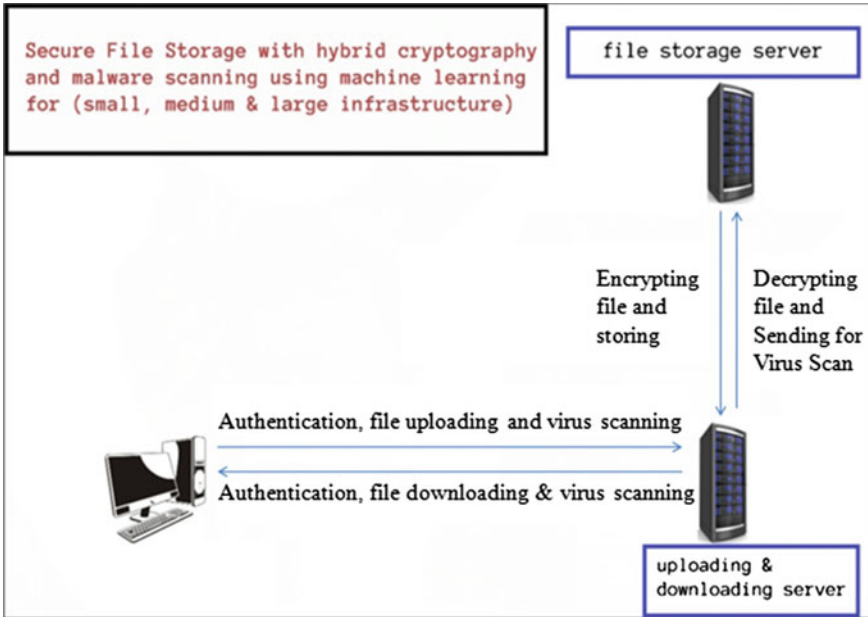 Secure File Storage with hybrid cryptography
and malware scanning using machine learning
for (small, medium & large infrastructure)
file storage server
Encrypting
file and
storing
Decrypting
file and
Sending for
Virus Scan
Authentication, file uploading and virus scanning
Authentication, file downloading & virus scanning
uploading &
downloading server